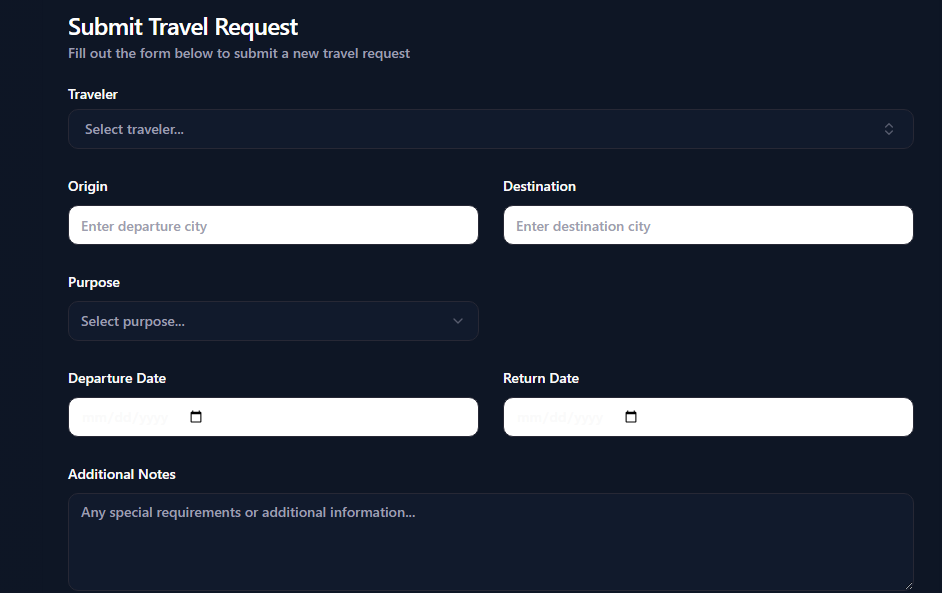 Submit Travel Request
Fill out the form below to submit a new travel request
Traveler
Select traveler...
Origin
Destination
Enter departure city
Enter destination city
Purpose
Select purpose...
Departure Date
Return Date
mm/dd/yyyy
mm/dd/yyyy
Additional Notes
Any special requirements or additional information...